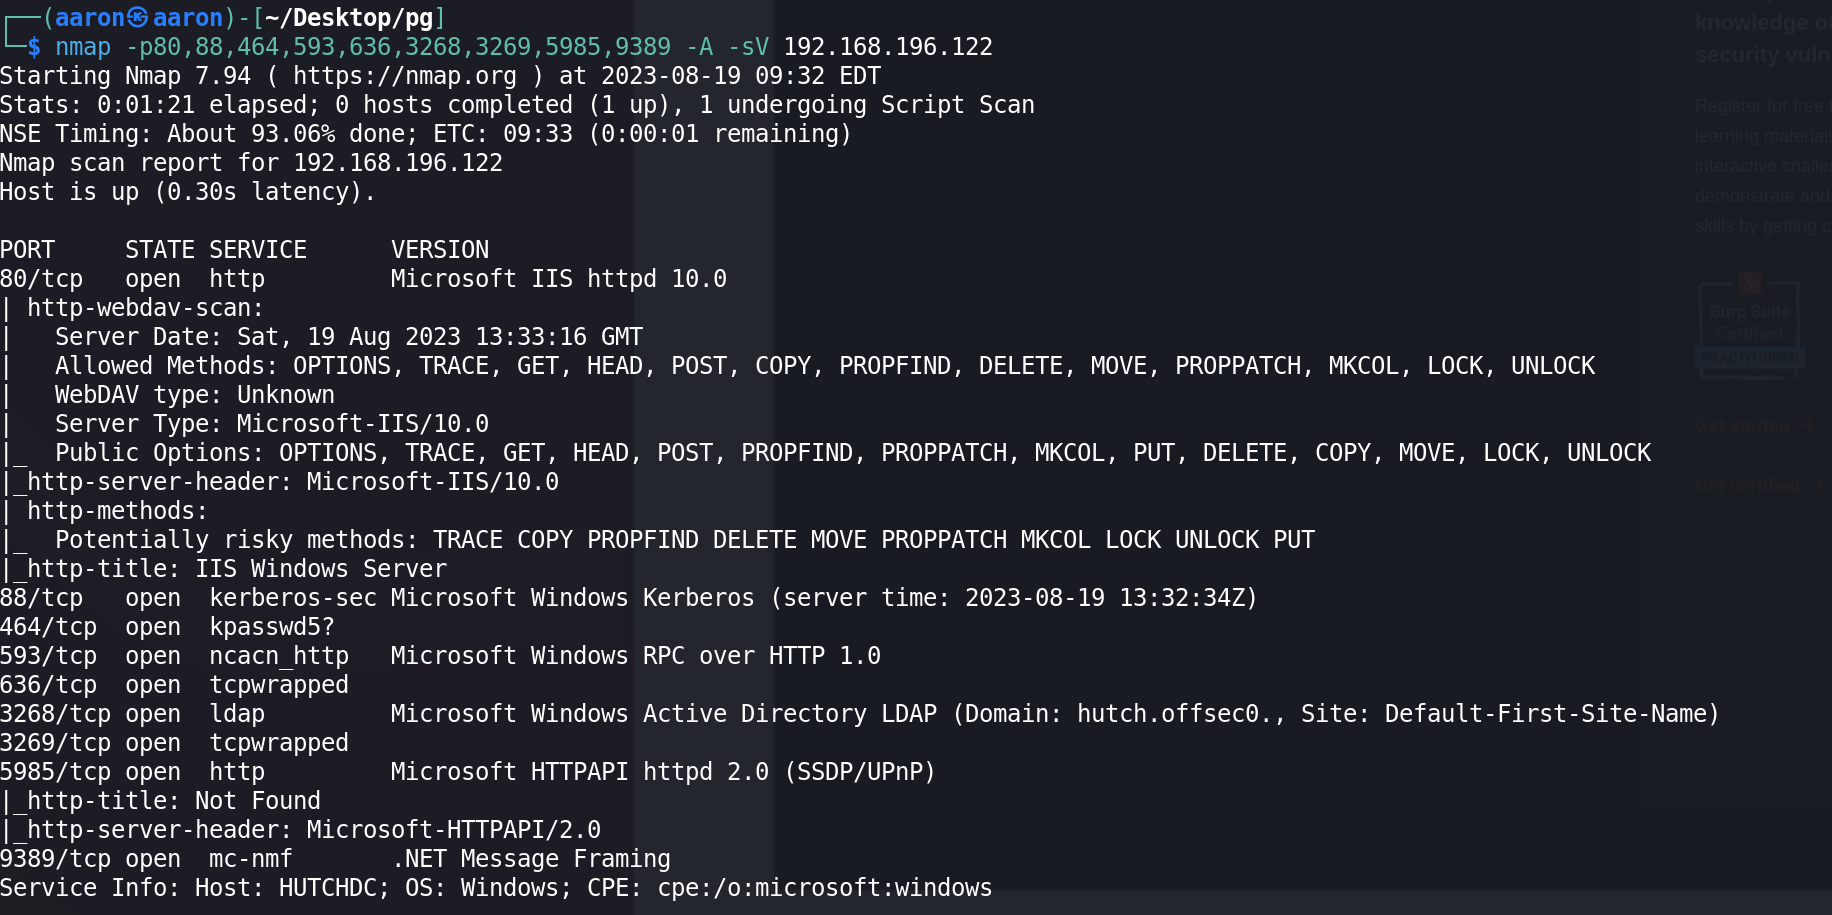 ┌──(aaron㉿aaron)-[~/Desktop/pg]
└─$ nmap -p80,88,464,593,636,3268,3269,5985,9389 -A -sV 192.168.196.122
Starting Nmap 7.94 ( https://nmap.org ) at 2023-08-19 09:32 EDT
Stats: 0:01:21 elapsed; 0 hosts completed (1 up), 1 undergoing Script Scan
NSE Timing: About 93.06% done; ETC: 09:33 (0:00:01 remaining)
Nmap scan report for 192.168.196.122
Host is up (0.30s latency).
PORT     STATE SERVICE      VERSION
80/tcp   open  http         Microsoft IIS httpd 10.0
| http-webdav-scan:
|   Server Date: Sat, 19 Aug 2023 13:33:16 GMT
|   Allowed Methods: OPTIONS, TRACE, GET, HEAD, POST, COPY, PROPFIND, DELETE, MOVE, PROPPATCH, MKCOL, LOCK, UNLOCK
|   WebDAV type: Unknown
|   Server Type: Microsoft-IIS/10.0
|_  Public Options: OPTIONS, TRACE, GET, HEAD, POST, PROPFIND, PROPPATCH, MKCOL, PUT, DELETE, COPY, MOVE, LOCK, UNLOCK
|_http-server-header: Microsoft-IIS/10.0
| http-methods:
|_  Potentially risky methods: TRACE COPY PROPFIND DELETE MOVE PROPPATCH MKCOL LOCK UNLOCK PUT
|_http-title: IIS Windows Server
88/tcp   open  kerberos-sec Microsoft Windows Kerberos (server time: 2023-08-19 13:32:34Z)
464/tcp  open  kpasswd5?
593/tcp  open  ncacn_http   Microsoft Windows RPC over HTTP 1.0
636/tcp  open  tcpwrapped
3268/tcp open  ldap         Microsoft Windows Active Directory LDAP (Domain: hutch.offsec0., Site: Default-First-Site-Name)
3269/tcp open  tcpwrapped
5985/tcp open  http         Microsoft HTTPAPI httpd 2.0 (SSDP/UPnP)
|_http-title: Not Found
|_http-server-header: Microsoft-HTTPAPI/2.0
9389/tcp open  mc-nmf       .NET Message Framing
Service Info: Host: HUTCHDC; OS: Windows; CPE: cpe:/o:microsoft:windows
knowledge of
security vuln
Register for free
learning materials
interactive challe
demonstrate and
skills by getting c
Burp Suite
Certified
PRACTITIONER
Get started →
Get certified →